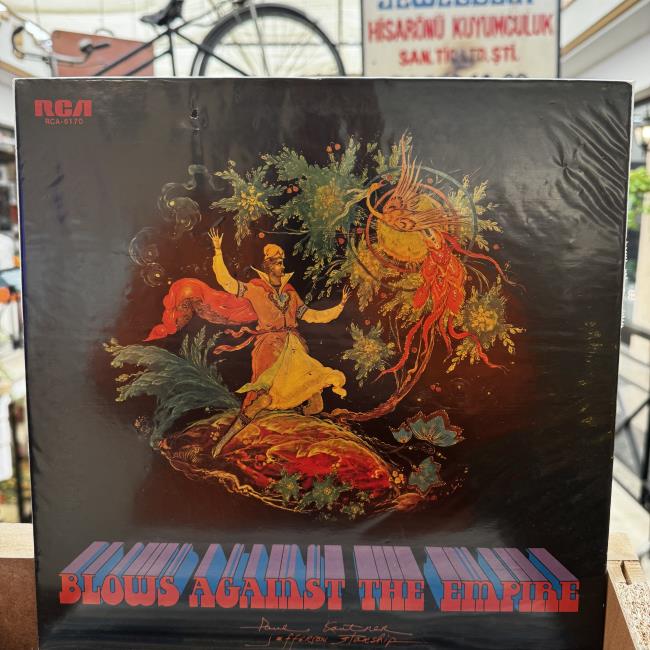 HİSARÖNÜ KUYUMCULUK
SAN.TİC.LTD.ŞTİ.
RCA
RCA-6170
BLOWS AGAINST THE EMPIRE
Paul Kantner
Jefferson Starship